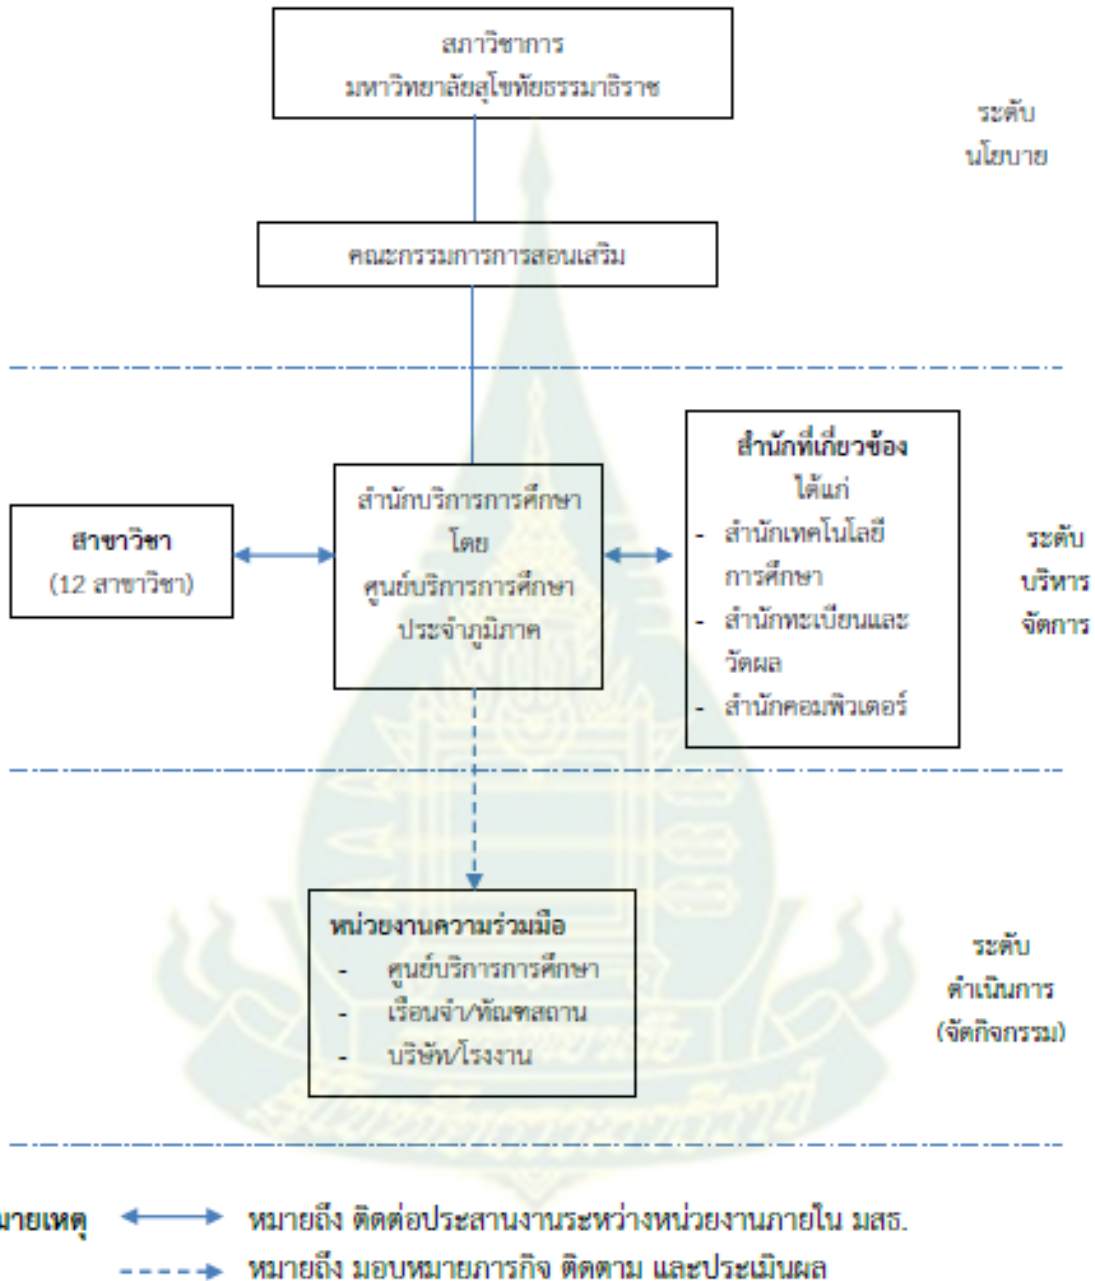 สภาวิชาการ
มหาวิทยาลัยสุโขทัยธรรมาธิราช
ระดับ
นโยบาย
คณะกรรมการการสอนเสริม
สาขาวิชา
(12 สาขาวิชา)
สำนักบริการการศึกษา
โดย
ศูนย์บริการการศึกษา
ประจำภูมิภาค
สำนักที่เกี่ยวข้อง
ได้แก่
- สำนักเทคโนโลยี
การศึกษา
- สำนักทะเบียนและ
วัดผล
- สำนักคอมพิวเตอร์
ระดับ
บริหาร
จัดการ
หน่วยงานความร่วมมือ
- ศูนย์บริการการศึกษา
- เรือนจำ/ทัณฑสถาน
- บริษัท/โรงงาน
ระดับ
ดำเนินการ
(จัดกิจกรรม)
มายเหตุ
หมายถึง ติดต่อประสานงานระหว่างหน่วยงานภายใน มสธ.
หมายถึง มอบหมายภารกิจ ติดตาม และประเมินผล